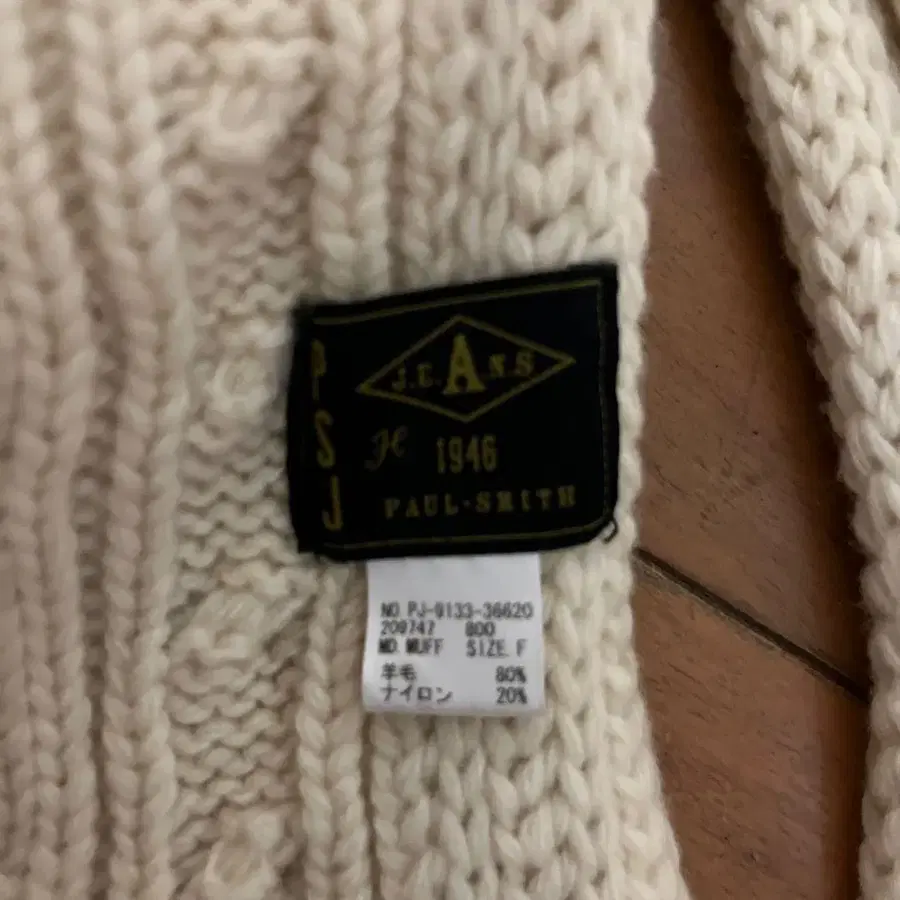 PSJ
J.E.A.N.S
H 1946
PAUL·SMITH
NO.PJ-9133-36620
209747 800
MD.MUFF SIZE.F
羊毛 80%
ナイロン 20%